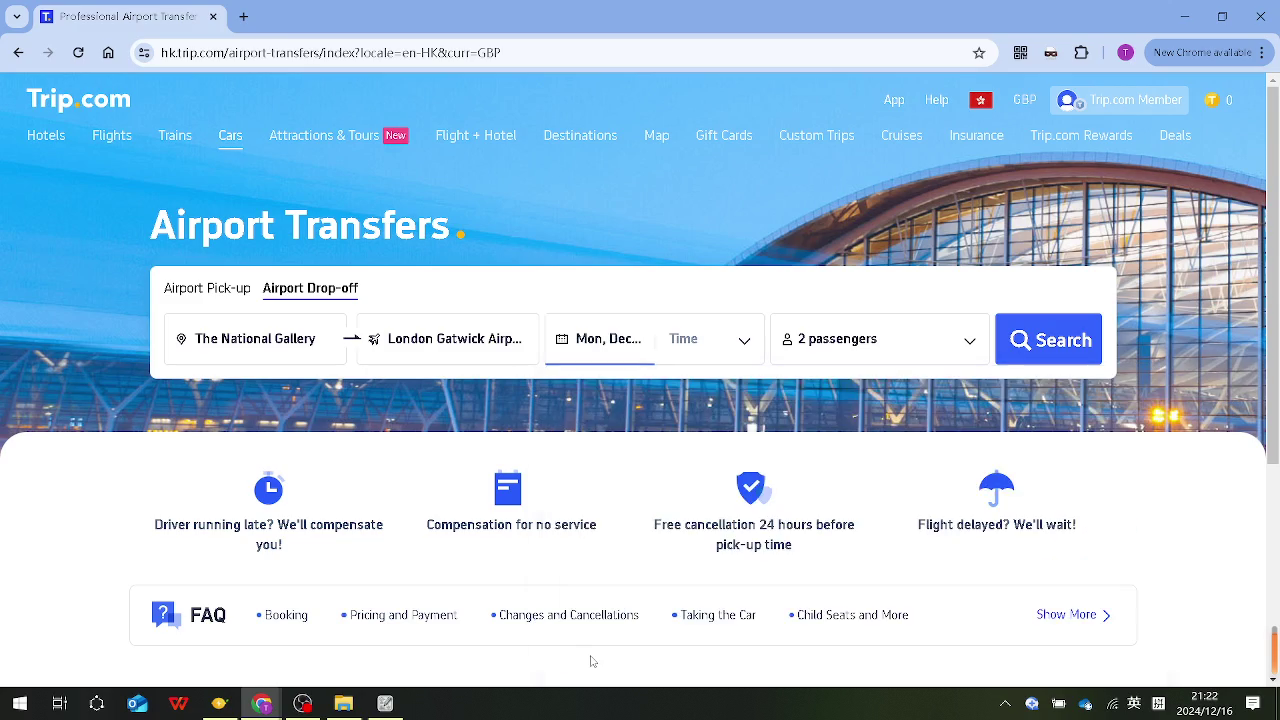 Professional Airport Transfers
hk.trip.com/airport-transfers/index?locale=en-HK&curr=GBP
T
New Chrome available
Trip.com
App
Help
GBP
Trip.com Member
T 0
Hotels
Flights
Trains
Cars
Attractions & Tours New
Flight + Hotel
Destinations
Map
Gift Cards
Custom Trips
Cruises
Insurance
Trip.com Rewards
Deals
Airport Transfers.
Airport Pick-up
Airport Drop-off
The National Gallery
London Gatwick Airp...
Mon, Dec...
Time
2 passengers
Search
Driver running late? We'll compensate
you!
Compensation for no service
Free cancellation 24 hours before
pick-up time
Flight delayed? We'll wait!
? FAQ
Booking
Pricing and Payment
Changes and Cancellations
Taking the Car
Child Seats and More
Show More
英
拼
21:22
2024/12/16